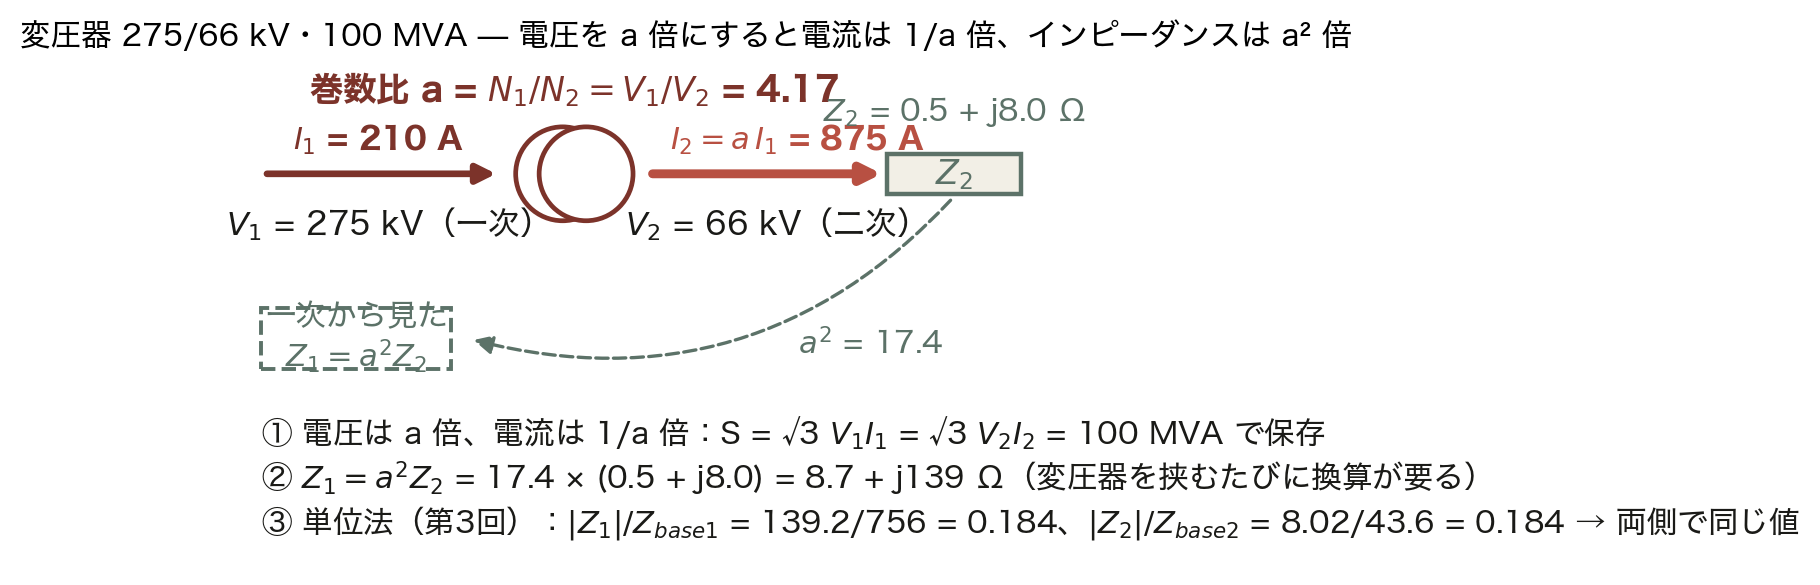 変圧器 275/66 kV・100 MVA — 電圧を a 倍にすると電流は 1/a 倍、インピーダンスは a² 倍
巻数比 a = N₁/N₂ = V₁/V₂ = 4.17
Z₂ = 0.5 + j8.0 Ω
I₁ = 210 A
I₂ = a I₁ = 875 A
Z₂
V₁ = 275 kV（一次）
V₂ = 66 kV（二次）
一次から見た
Z₁ = a²Z₂
a² = 17.4
① 電圧は a 倍、電流は 1/a 倍：S = √3 V₁I₁ = √3 V₂I₂ = 100 MVA で保存
② Z₁ = a²Z₂ = 17.4 × (0.5 + j8.0) = 8.7 + j139 Ω（変圧器を挟むたびに換算が要る）
③ 単位法（第3回）：|Z₁|/Z_base1 = 139.2/756 = 0.184、|Z₂|/Z_base2 = 8.02/43.6 = 0.184 → 両側で同じ値